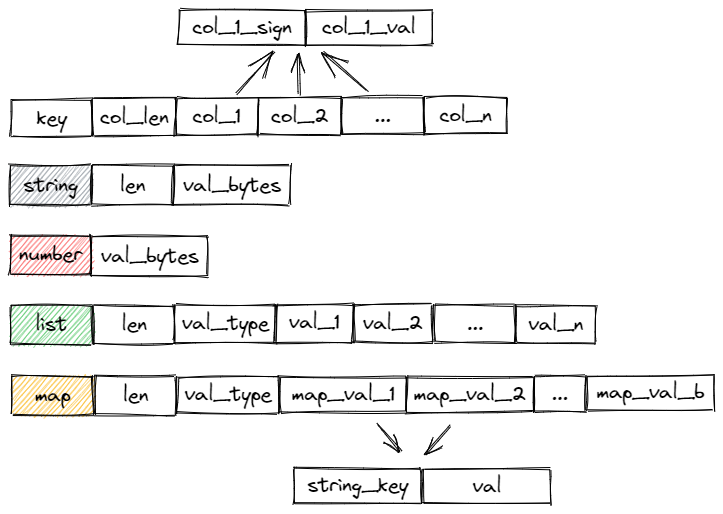 col_1_sign col_1_val
key col_len col_1 col_2 ... col_n
string len val_bytes
number val_bytes
list len val_type val_1 val_2 ... val_n
map len val_type map_val_1 map_val_2 ... map_val_b
string_key val